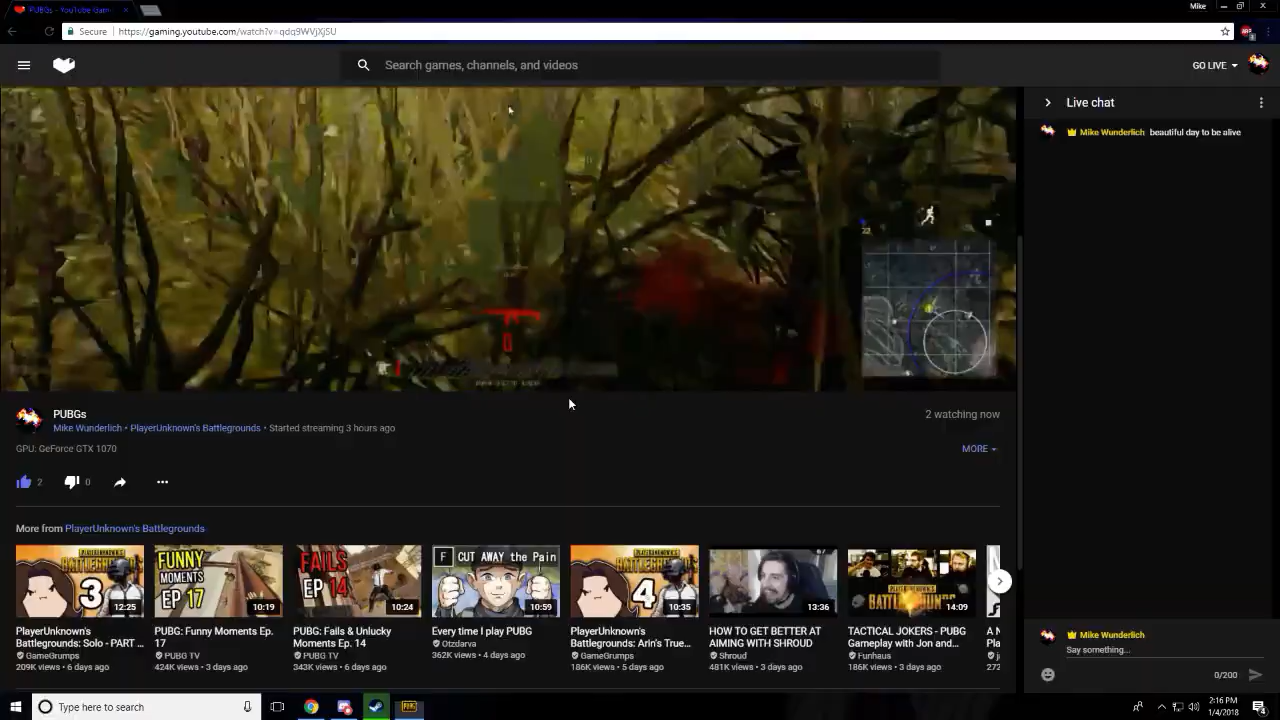 PUBGs - YouTube Gam
Mike
Secure
https://gaming.youtube.com/watch?v=qdq9WVjXjSU
Search games, channels, and videos
GO LIVE
Live chat
Mike Wunderlich beautiful day to be alive
PUBGs
2 watching now
Mike Wunderlich • PlayerUnknown's Battlegrounds • Started streaming 3 hours ago
GPU: GeForce GTX 1070
MORE
2
0
More from PlayerUnknown's Battlegrounds
3
12:25
PlayerUnknown's
Battlegrounds: Solo - PART ...
GameGrumps
209K views • 6 days ago
FUNNY
MOMENTS
EP 17
10:19
PUBG: Funny Moments Ep.
17
PUBG TV
424K views • 3 days ago
FAILS
EP 14
10:24
PUBG: Fails & Unlucky
Moments Ep. 14
PUBG TV
343K views • 6 days ago
F CUT AWAY the Pain
10:59
Every time I play PUBG
Otzdarva
362K views • 4 days ago
4
10:35
PlayerUnknown's
Battlegrounds: Arin's True...
GameGrumps
186K views • 5 days ago
13:36
HOW TO GET BETTER AT
AIMING WITH SHROUD
Shroud
481K views • 3 days ago
14:09
TACTICAL JOKERS - PUBG
Gameplay with Jon and...
Funhaus
186K views • 3 days ago
A N
272
Mike Wunderlich
Say something...
0/200
Type here to search
2:16 PM
1/4/2018